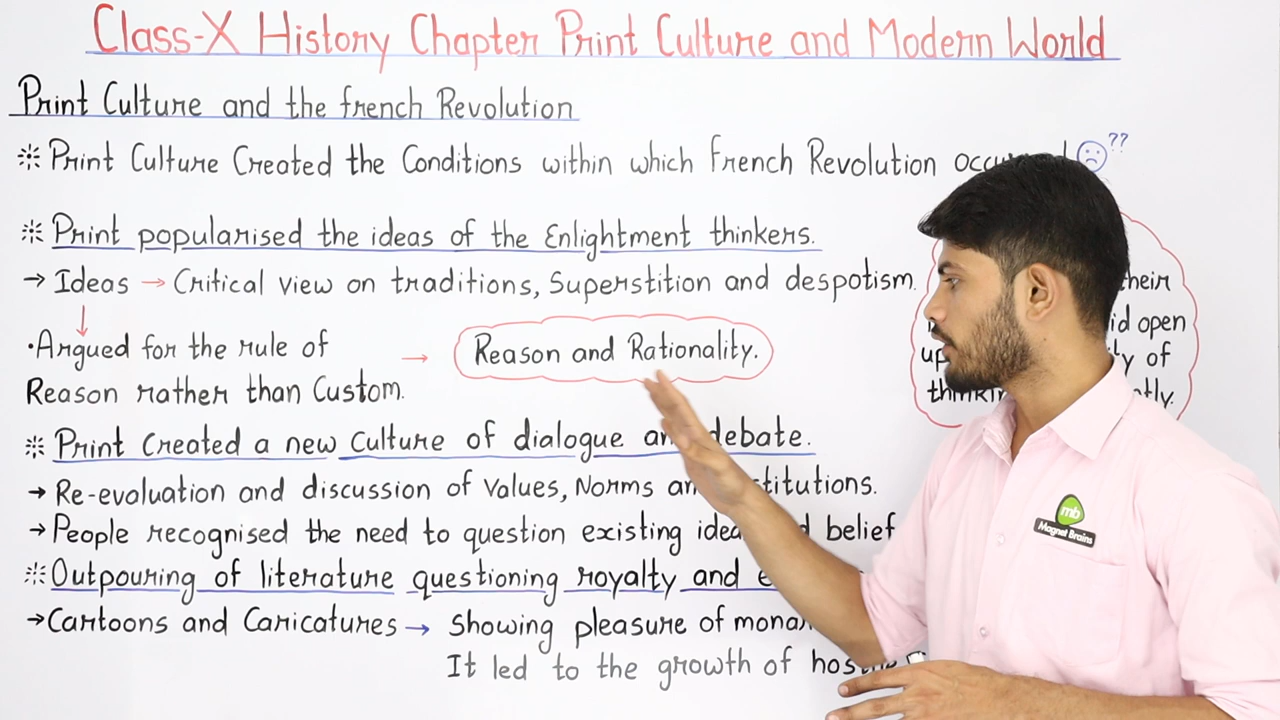 Class-X History Chapter Print Culture and Modern World
Print Culture and the french Revolution
Print Culture Created the Conditions within which french Revolution ??
Print popularised the ideas of the Enlightment thinkers.
→ Ideas → Critical view on traditions, Superstition and despotism.
heir
•Argued for the rule of → Reason and Rationality.
id open
up y of
Reason rather than Custom.
thinkin tly.
Print Created a new Culture of dialogue an debate.
→ Re-evaluation and discussion of Values, Norms an stitutions.
→ People recognised the need to question existing idea d belief
Outpouring of literature questioning royalty and e
→ Cartoons and Caricatures → Showing pleasure of monar
It led to the growth of hos
mb
Magnet Brains